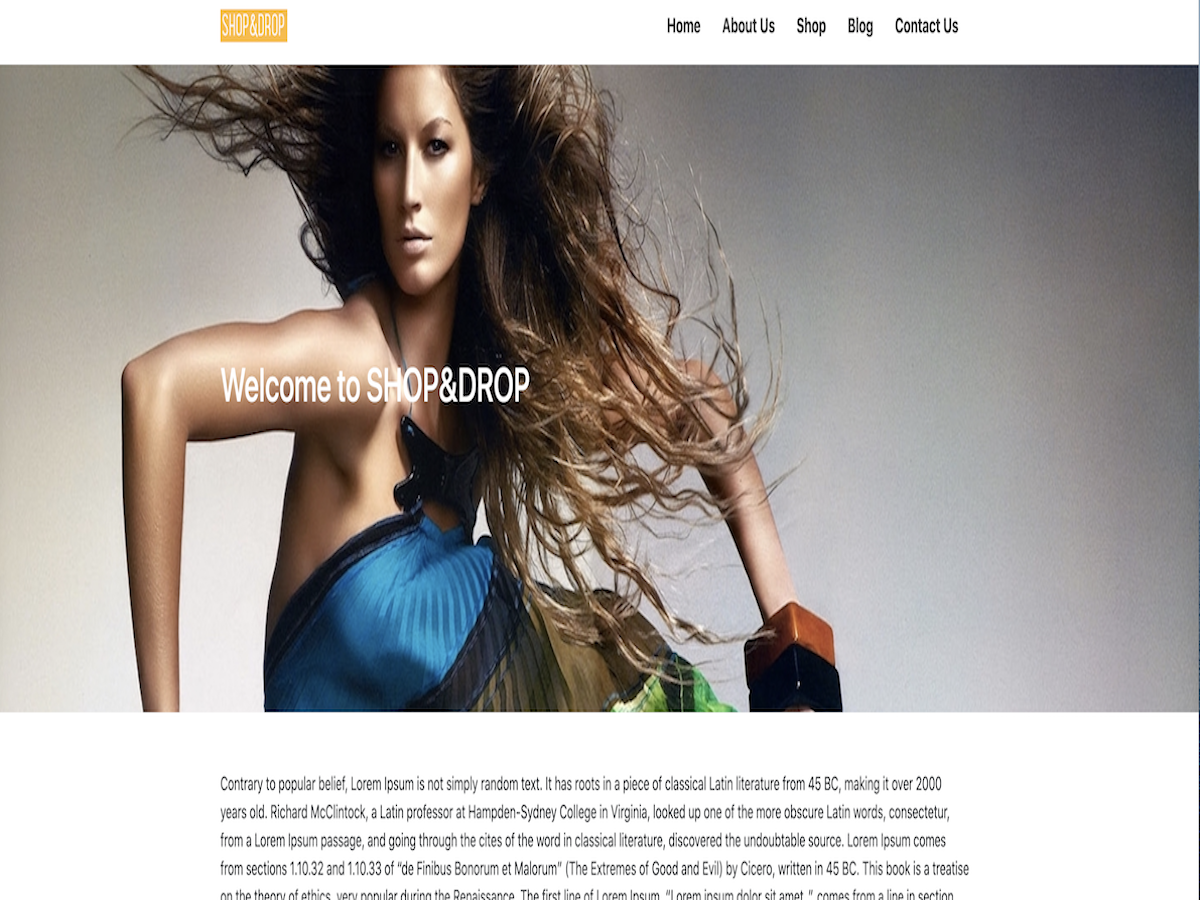 SHOP&DROP
Home About Us Shop Blog Contact Us
Welcome to SHOP&DROP
Contrary to popular belief, Lorem Ipsum is not simply random text. It has roots in a piece of classical Latin literature from 45 BC, making it over 2000
years old. Richard McClintock, a Latin professor at Hampden-Sydney College in Virginia, looked up one of the more obscure Latin words, consectetur,
from a Lorem Ipsum passage, and going through the cites of the word in classical literature, discovered the undoubtable source. Lorem Ipsum comes
from sections 1.10.32 and 1.10.33 of “de Finibus Bonorum et Malorum” (The Extremes of Good and Evil) by Cicero, written in 45 BC. This book is a treatise
on the theory of ethics, very popular during the Renaissance. The first line of Lorem Ipsum, “Lorem ipsum dolor sit amet..”, comes from a line in section